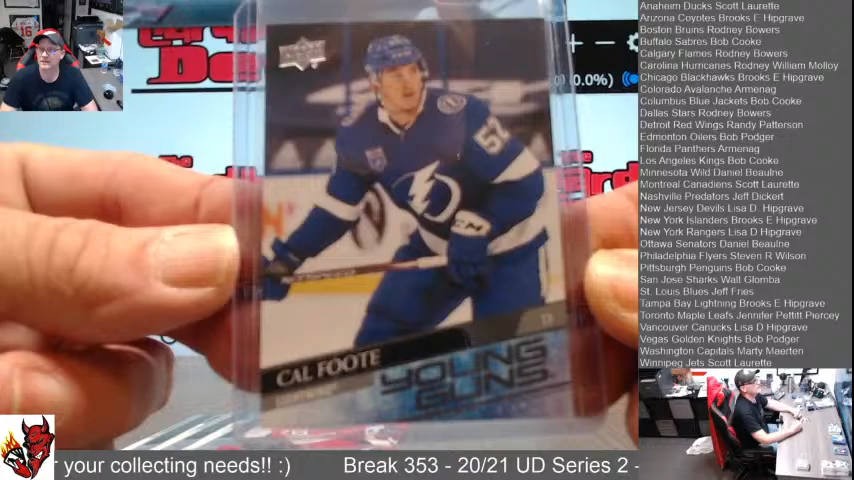 Anaheim Ducks Scott Laurette
Arizona Coyotes Brooks E Hipgrave
Boston Bruins Rodney Bowers
Buffalo Sabres Bob Cooke
Calgary Flames Rodney Bowers
Carolina Hurricanes Rodney William Molloy
Chicago Blackhawks Brooks E Hipgrave
Colorado Avalanche Armenag
Columbus Blue Jackets Bob Cooke
Dallas Stars Rodney Bowers
Detroit Red Wings Randy Patterson
Edmonton Oilers Bob Podger
Florida Panthers Armenag
Los Angeles Kings Bob Cooke
Minnesota Wild Daniel Beaulne
Montreal Canadiens Scott Laurette
Nashville Predators Jeff Dickert
New Jersey Devils Lisa D. Hipgrave
New York Islanders Brooks E Hipgrave
New York Rangers Lisa D Hipgrave
Ottawa Senators Daniel Beaulne
Philadelphia Flyers Steven R Wilson
Pittsburgh Penguins Bob Cooke
San Jose Sharks Walt Glomba
St. Louis Blues Jeff Fries
Tampa Bay Lightning Brooks E Hipgrave
Toronto Maple Leafs Jennifer Pettitt Piercey
Vancouver Canucks Lisa D Hipgrave
Vegas Golden Knights Bob Podger
Washington Capitals Marty Maerten
Winnipeg Jets Scott Laurette
0.0%)
52
CAL FOOTE
YOUNG
GUNS
r your collecting needs!! :)
Break 353 - 20/21 UD Series 2 -